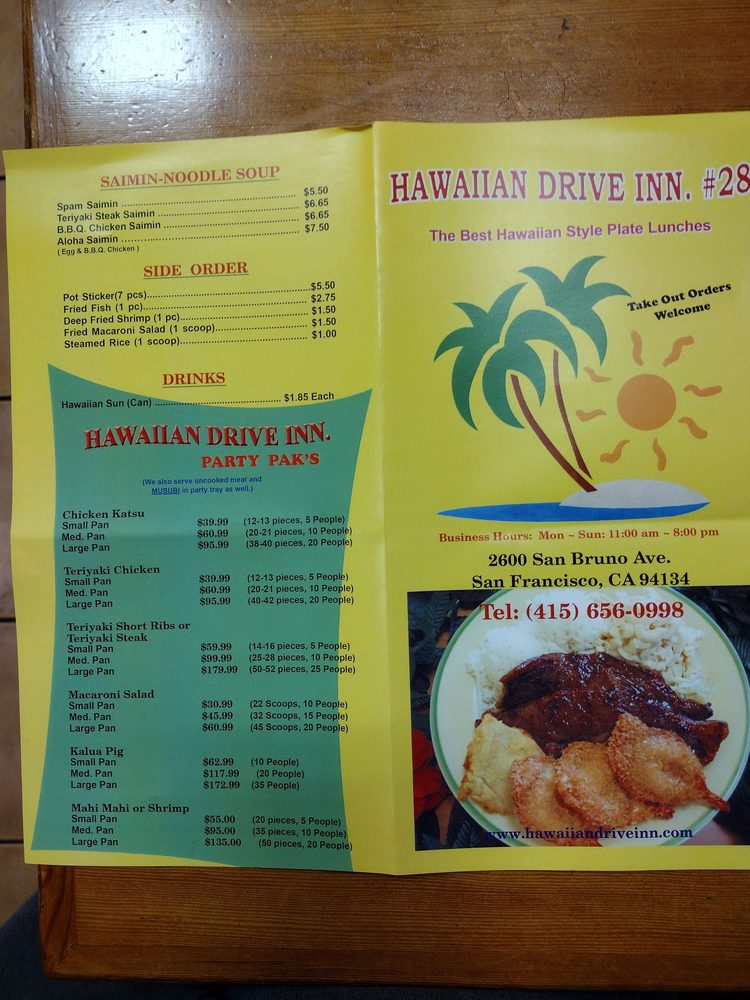 SAIMIN-NOODLE SOUP
Spam Saimin ........ $5.50
Teriyaki Steak Saimin ........ $6.65
B.B.Q. Chicken Saimin ........ $6.65
Aloha Saimin ........ $7.50
( Egg & B.B.Q. Chicken )
SIDE ORDER
Pot Sticker(7 pcs)........$5.50
Fried Fish (1 pc)........ $2.75
Deep Fried Shrimp (1 pc)........ $1.50
Fried Macaroni Salad (1 scoop)........ $1.50
Steamed Rice (1 scoop)........ $1.00
DRINKS
Hawaiian Sun (Can) ........ $1.85 Each
HAWAIIAN DRIVE INN.
PARTY PAK'S
(We also serve uncooked meat and
MUSUBI in party tray as well.)
Chicken Katsu
Small Pan $39.99 (12-13 pieces, 5 People)
Med. Pan $60.99 (20-21 pieces, 10 People)
Large Pan $95.99 (38-40 pieces, 20 People)
Teriyaki Chicken
Small Pan $39.99 (12-13 pieces, 5 People)
Med. Pan $60.99 (20-21 pieces, 10 People)
Large Pan $95.99 (40-42 pieces, 20 People)
Teriyaki Short Ribs or
Teriyaki Steak
Small Pan $59.99 (14-16 pieces, 5 People)
Med. Pan $99.99 (25-28 pieces, 10 People)
Large Pan $179.99 (50-52 pieces, 25 People)
Macaroni Salad
Small Pan $30.99 (22 Scoops, 10 People)
Med. Pan $45.99 (32 Scoops, 15 People)
Large Pan $60.99 (45 Scoops, 20 People)
Kalua Pig
Small Pan $62.99 (10 People)
Med. Pan $117.99 (20 People)
Large Pan $172.99 (35 People)
Mahi Mahi or Shrimp
Small Pan $55.00 (20 pieces, 5 People)
Med. Pan $95.00 (35 pieces, 10 People)
Large Pan $135.00 (50 pieces, 20 People)
HAWAIIAN DRIVE INN. #28
The Best Hawaiian Style Plate Lunches
Take Out Orders
Welcome
Business Hours: Mon ~ Sun: 11:00 am ~ 8:00 pm
2600 San Bruno Ave.
San Francisco, CA 94134
Tel: (415) 656-0998
www.hawaiiandriveinn.com